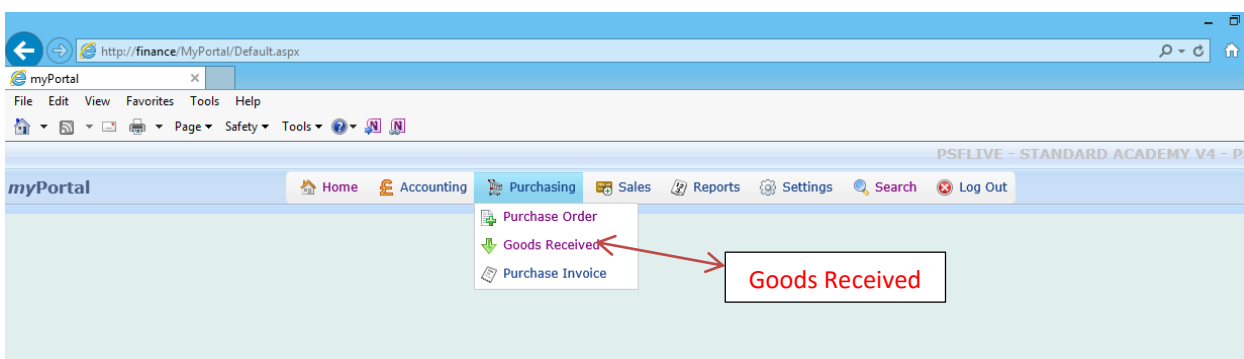 http://finance/MyPortal/Default.aspx
myPortal
File Edit View Favorites Tools Help
Page Safety Tools
PSFLIVE - STANDARD ACADEMY V4 - P
myPortal Home Accounting Purchasing Sales Reports Settings Search Log Out
Purchase Order
Goods Received
Purchase Invoice
Goods Received